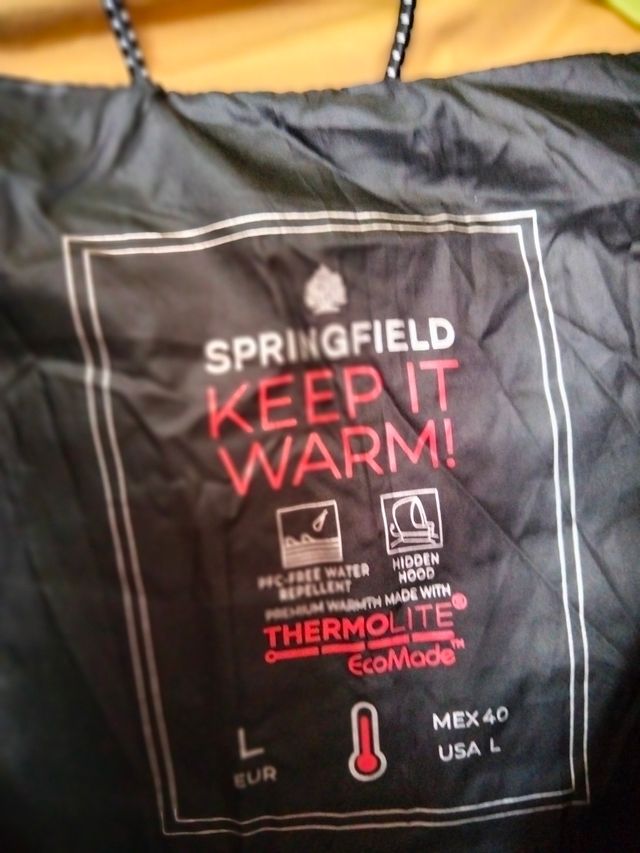 SPRINGFIELD
KEEP IT
WARM!
PFC-FREE WATER
REPELLENT
HIDDEN
HOOD
PREMIUM WARMTH MADE WITH
THERMOLITE®
EcoMade™
L
EUR
MEX 40
USA L